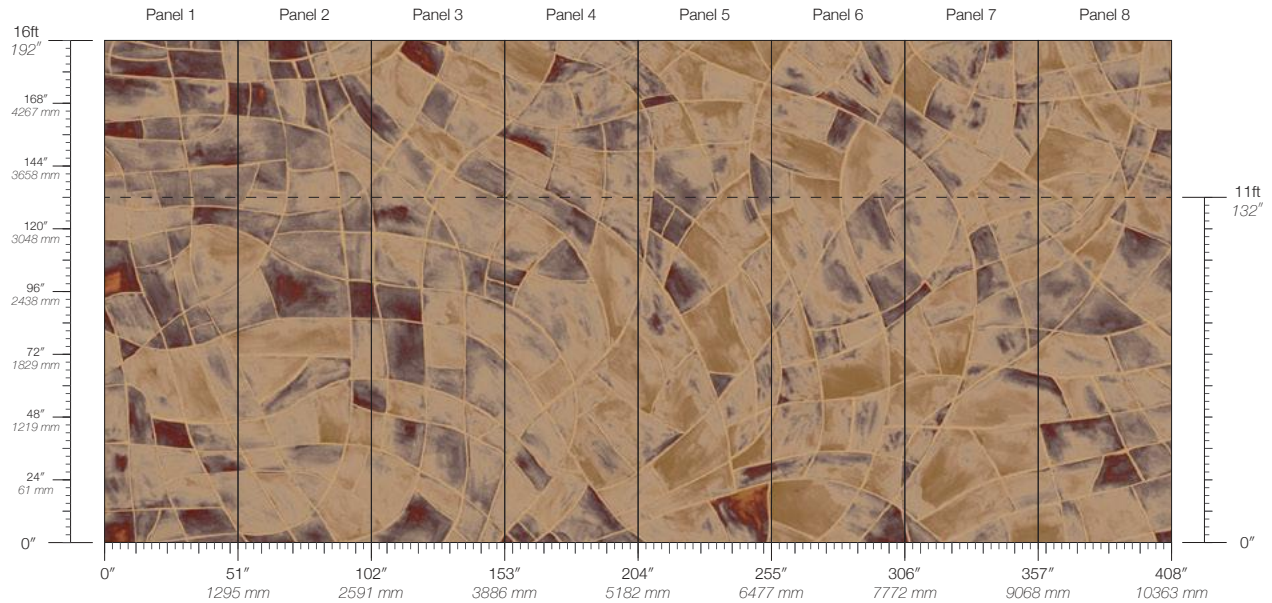 Panel 1 Panel 2 Panel 3 Panel 4 Panel 5 Panel 6 Panel 7 Panel 8
16ft
192″
168″
4267 mm
144″
3658 mm
11ft
132″
120″
3048 mm
96″
2438 mm
72″
1829 mm
48″
1219 mm
24″
61 mm
0″ 0″
0″ 51″ 102″ 153″ 204″ 255″ 306″ 357″ 408″
1295 mm 2591 mm 3886 mm 5182 mm 6477 mm 7772 mm 9068 mm 10363 mm